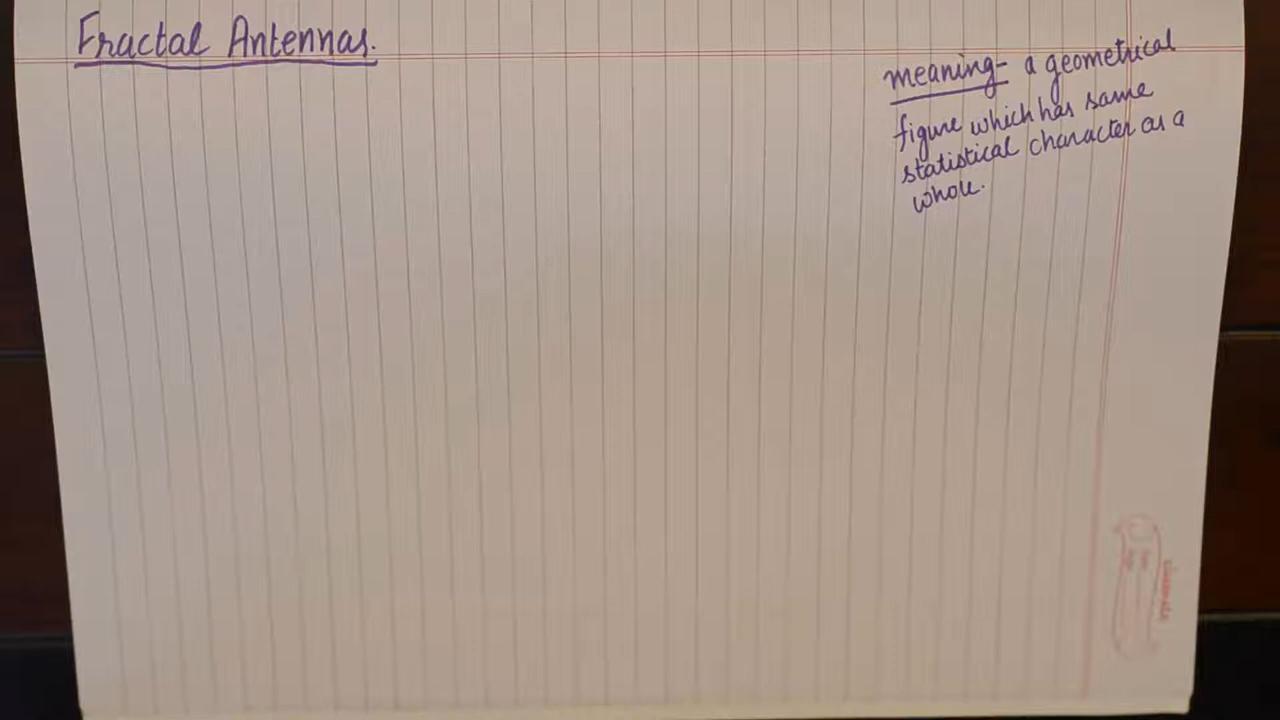 Fractal Antennas.
meaning- a geometrical
figure which has same
statistical character as a
whole.